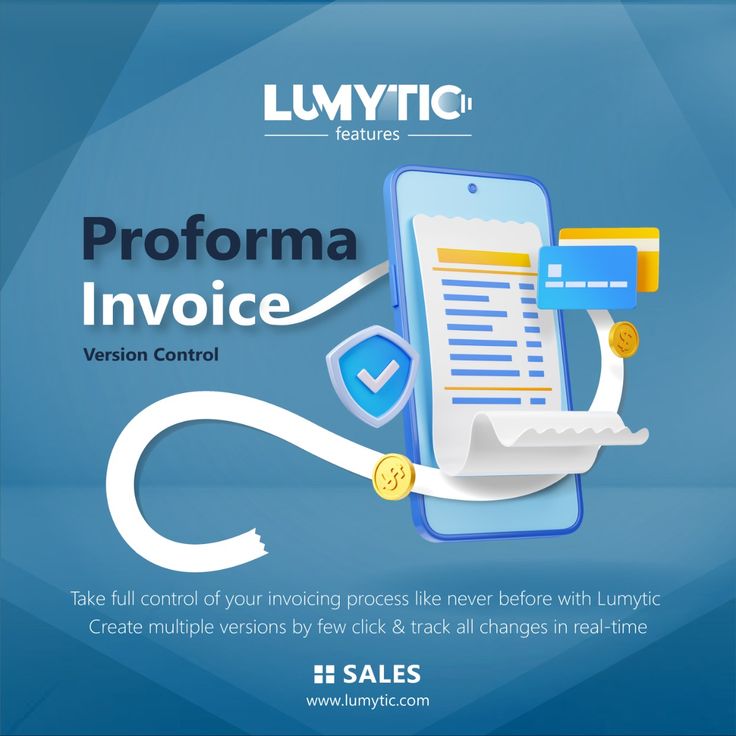 LUMYTIC
features
Proforma
Invoice
Version Control
Take full control of your invoicing process like never before with Lumytic
Create multiple versions by few click & track all changes in real-time
SALES
www.lumytic.com